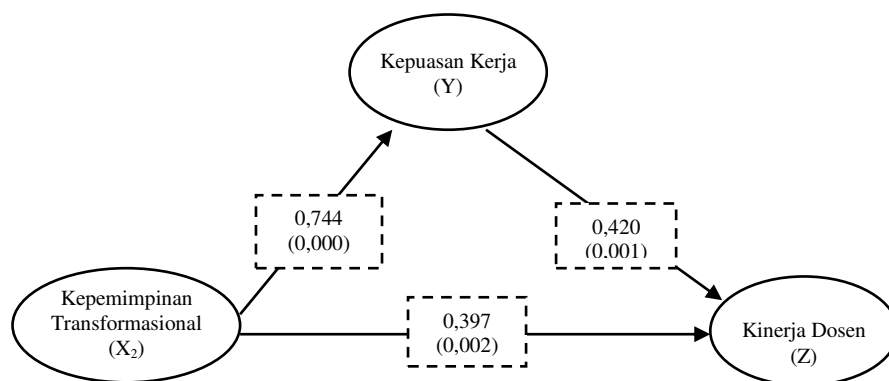 Kepuasan Kerja
(Y)
0,744
(0,000)
0,420
(0.001)
Kepemimpinan
Transformasional
(X₂)
0,397
(0,002)
Kinerja Dosen
(Z)